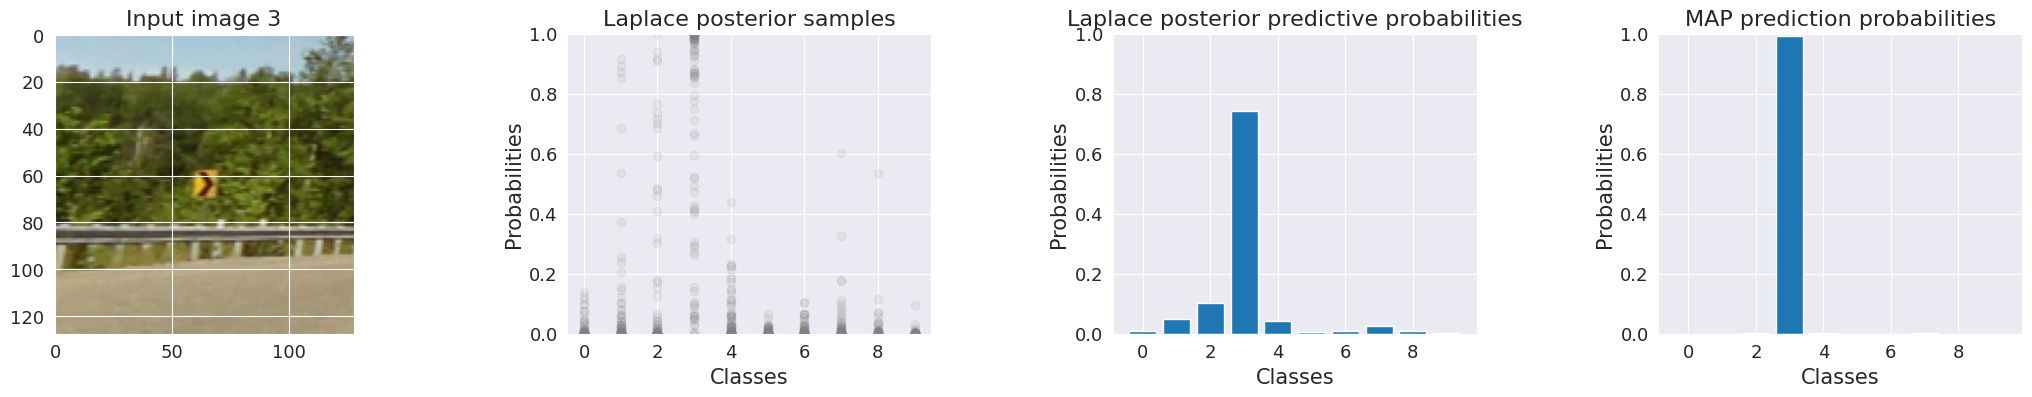 Input image 3
0
20
40
60
80
100
120
0 50 100
Laplace posterior samples
Probabilities
1.0
0.8
0.6
0.4
0.2
0.0
0 2 4 6 8
Classes
Laplace posterior predictive probabilities
Probabilities
1.0
0.8
0.6
0.4
0.2
0.0
0 2 4 6 8
Classes
MAP prediction probabilities
Probabilities
1.0
0.8
0.6
0.4
0.2
0.0
0 2 4 6 8
Classes